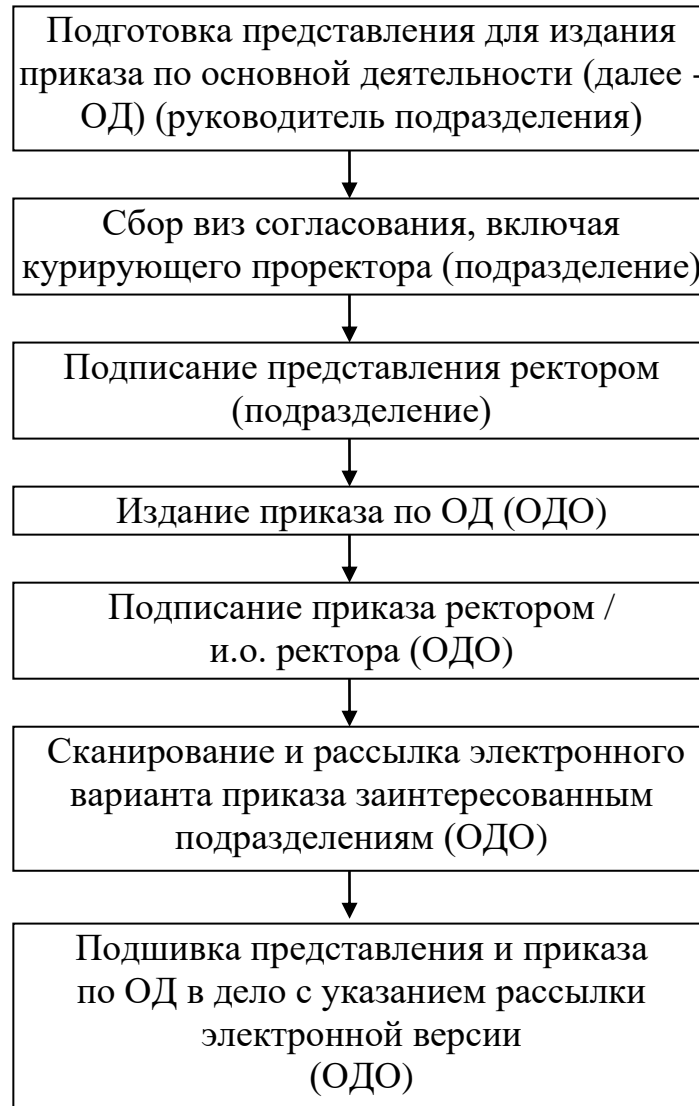 Подготовка представления для издания
приказа по основной деятельности (далее -
ОД) (руководитель подразделения)
Сбор виз согласования, включая
курирующего проректора (подразделение)
Подписание представления ректором
(подразделение)
Издание приказа по ОД (ОДО)
Подписание приказа ректором /
и.о. ректора (ОДО)
Сканирование и рассылка электронного
варианта приказа заинтересованным
подразделениям (ОДО)
Подшивка представления и приказа
по ОД в дело с указанием рассылки
электронной версии
(ОДО)